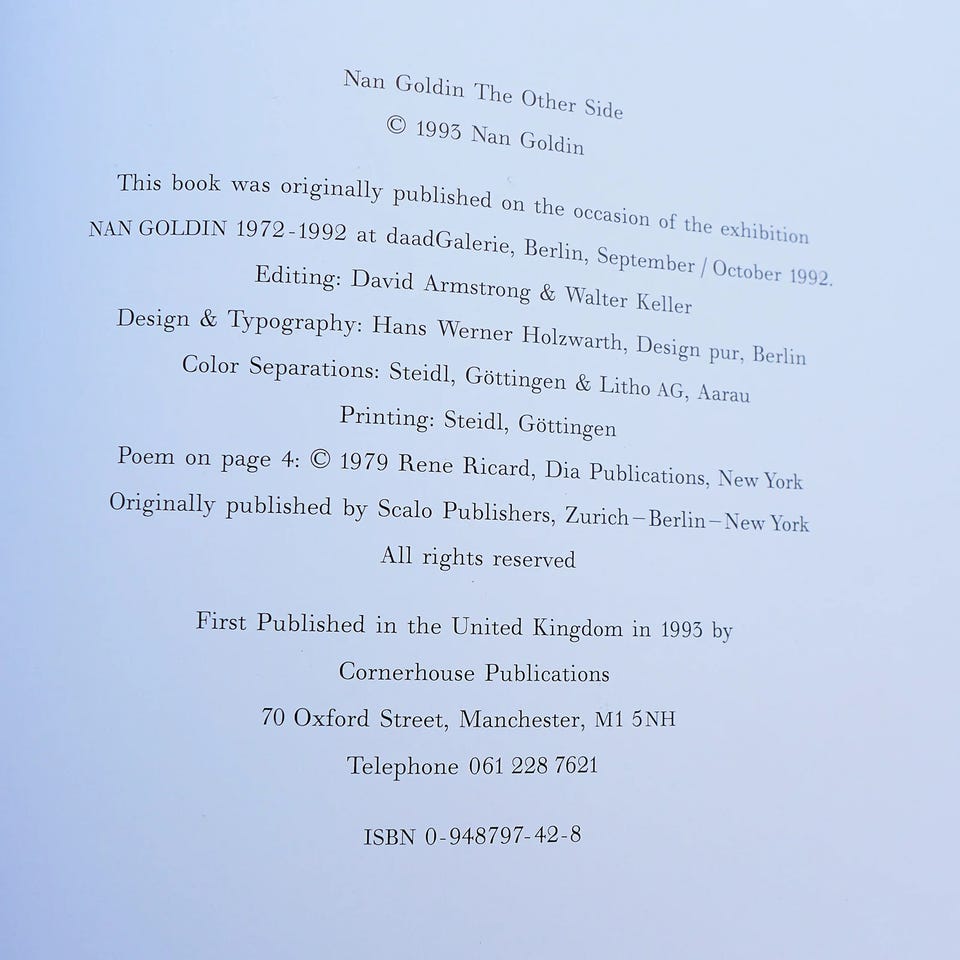 Nan Goldin The Other Side
© 1993 Nan Goldin
This book was originally published on the occasion of the exhibition
NAN GOLDIN 1972-1992 at daadGalerie, Berlin, September / October 1992.
Editing: David Armstrong & Walter Keller
Design & Typography: Hans Werner Holzwarth, Design pur, Berlin
Color Separations: Steidl, Göttingen & Litho AG, Aarau
Printing: Steidl, Göttingen
Poem on page 4: © 1979 Rene Ricard, Dia Publications, New York
Originally published by Scalo Publishers, Zurich–Berlin–New York
All rights reserved
First Published in the United Kingdom in 1993 by
Cornerhouse Publications
70 Oxford Street, Manchester, M1 5NH
Telephone 061 228 7621
ISBN 0-948797-42-8